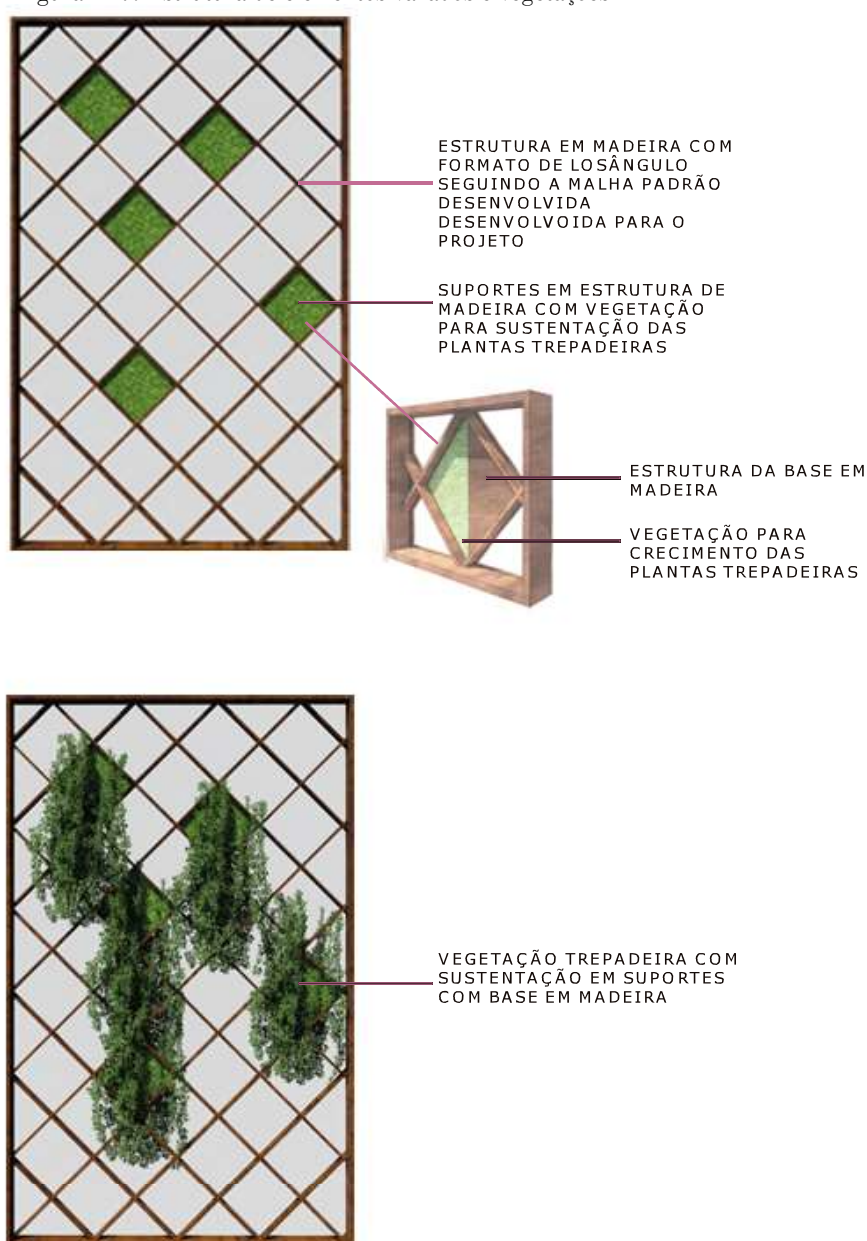 ESTRUTURA EM MADEIRA COM
FORMATO DE LOSÂNGULO
SEGUINDO A MALHA PADRÃO
DESENVOLVIDA
DESENVOLVOIDA PARA O
PROJETO
SUPORTES EM ESTRUTURA DE
MADEIRA COM VEGETAÇÃO
PARA SUSTENTAÇÃO DAS
PLANTAS TREPADEIRAS
ESTRUTURA DA BASE EM
MADEIRA
VEGETAÇÃO PARA
CRECIMENTO DAS
PLANTAS TREPADEIRAS
VEGETAÇÃO TREPADEIRA COM
SUSTENTAÇÃO EM SUPORTES
COM BASE EM MADEIRA